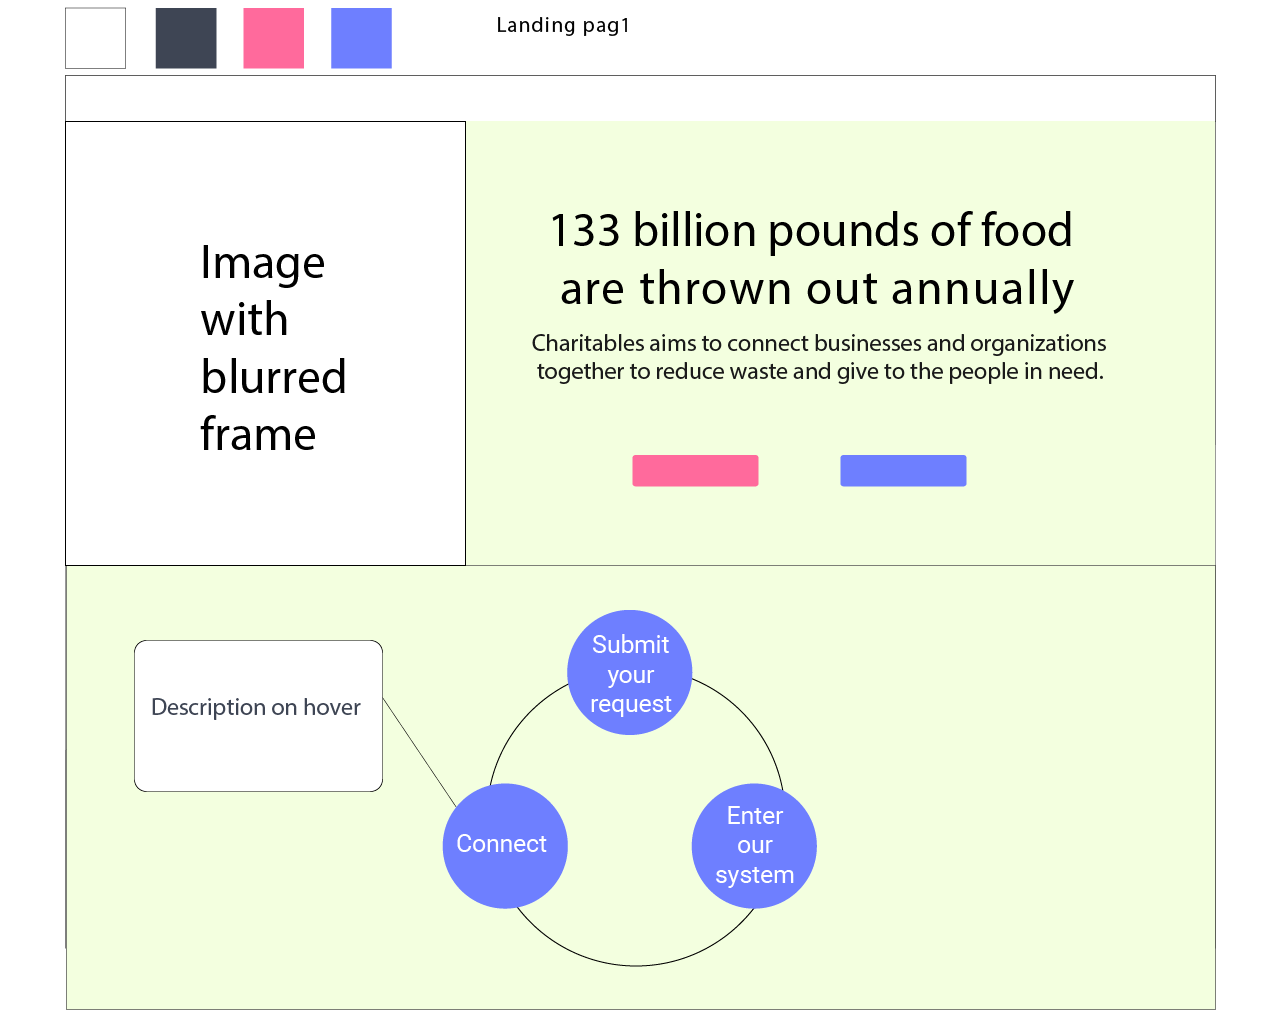 Landing pag1
Image
with
blurred
frame
133 billion pounds of food
are thrown out annually
Charitables aims to connect businesses and organizations
together to reduce waste and give to the people in need.
Submit
your
request
Description on hover
Connect
Enter
our
system